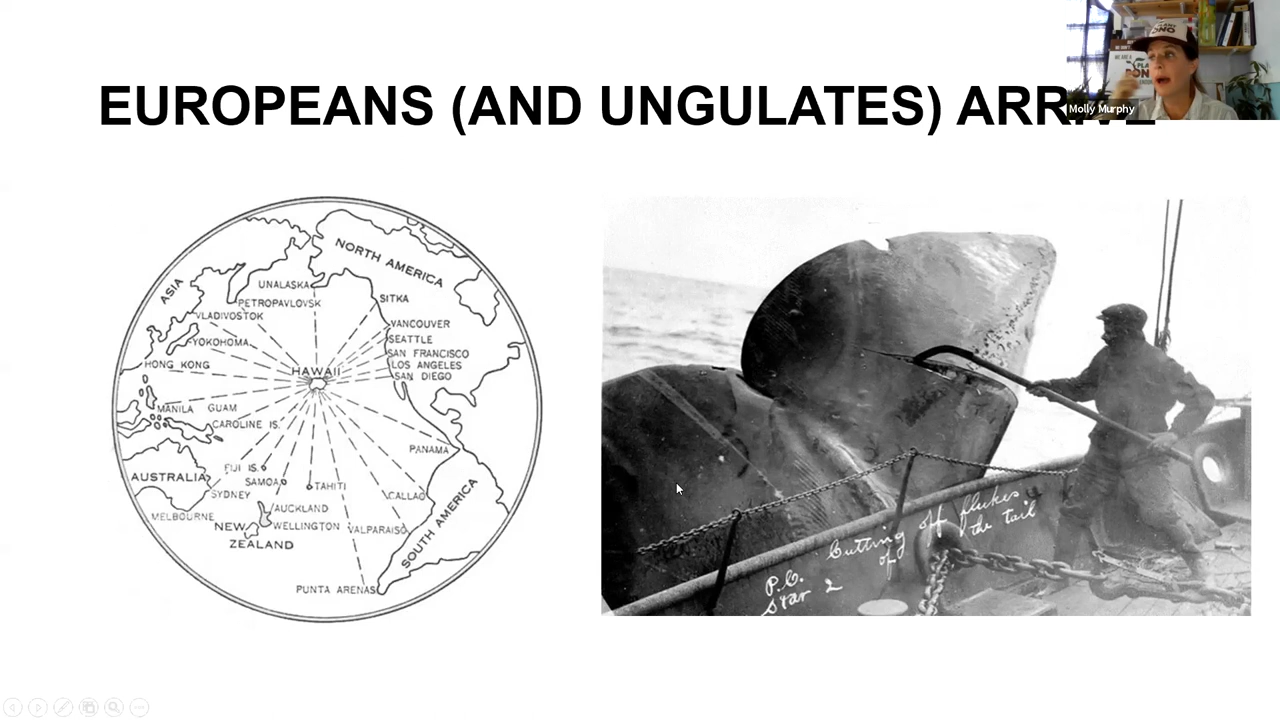 EUROPEANS (AND UNGULATES) ARRIVE
Molly Murphy
NORTH AMERICA
ASIA
UNALASKA
PETROPAVLOVSK
SITKA
VLADIVOSTOK
VANCOUVER
YOKOHOMA
SEATTLE
SAN FRANCISCO
HONG KONG
HAWAII
LOS ANGELES
SAN DIEGO
MANILA
GUAM
CAROLINE IS.
PANAMA
FIJI IS.
AUSTRALIA
SAMOA
TAHITI
SYDNEY
CALLAO
SOUTH AMERICA
MELBOURNE
AUCKLAND
NEW
ZEALAND
WELLINGTON
VALPARAISO
PUNTA ARENAS
Cutting off flukes
of the tail
P.C.
Star 2